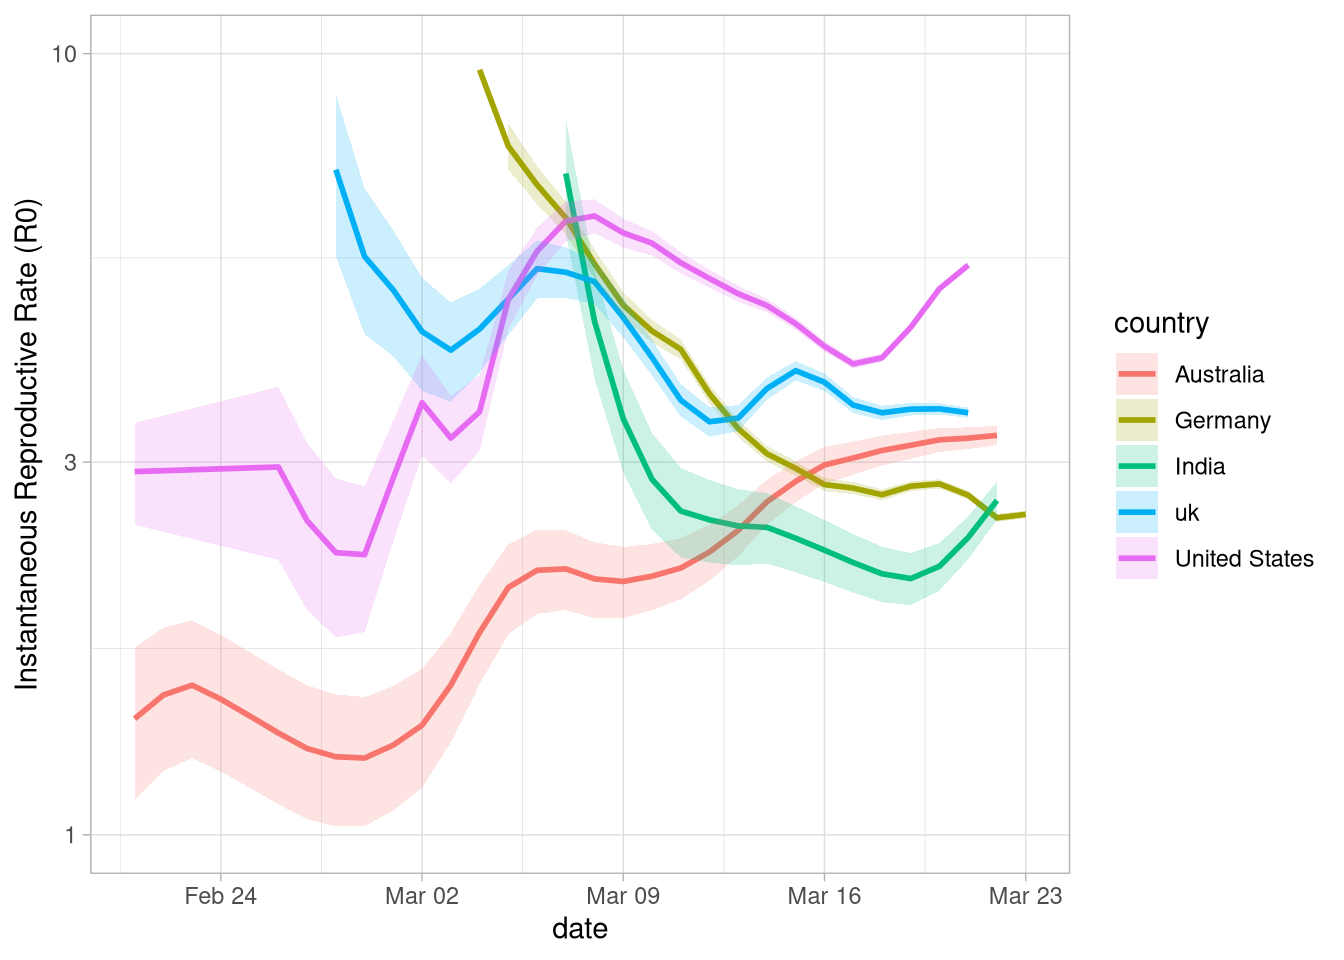 Instantaneous Reproductive Rate (R0)
10
3
1
Feb 24
Mar 02
Mar 09
Mar 16
Mar 23
date
country
Australia
Germany
India
uk
United States